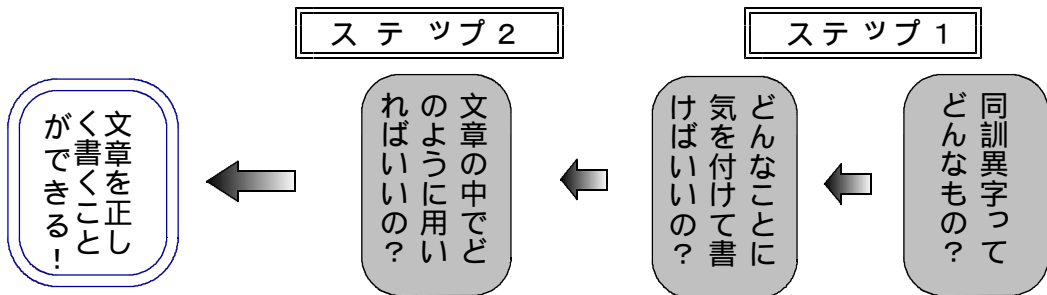 ステップ1
同訓異字って
どんなもの?
どんなことに
気を付けて書
けばいいの?
ステップ2
文章の中でど
のように用い
ればいいの?
文章を正し
く書くこと
ができる!